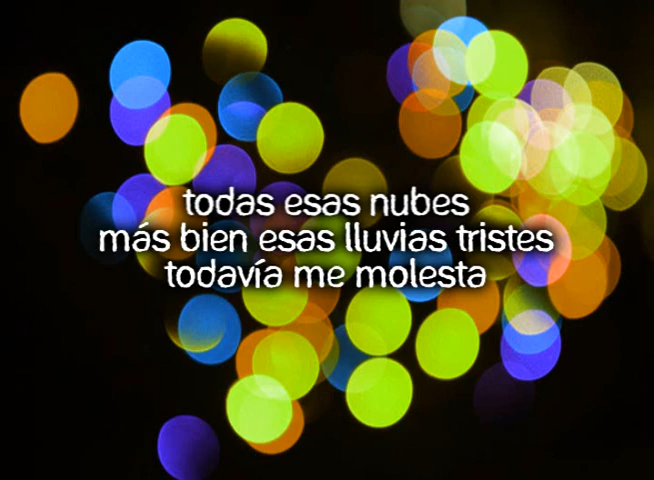 todas esas nubes
más bien esas lluvias tristes
todavía me molesta